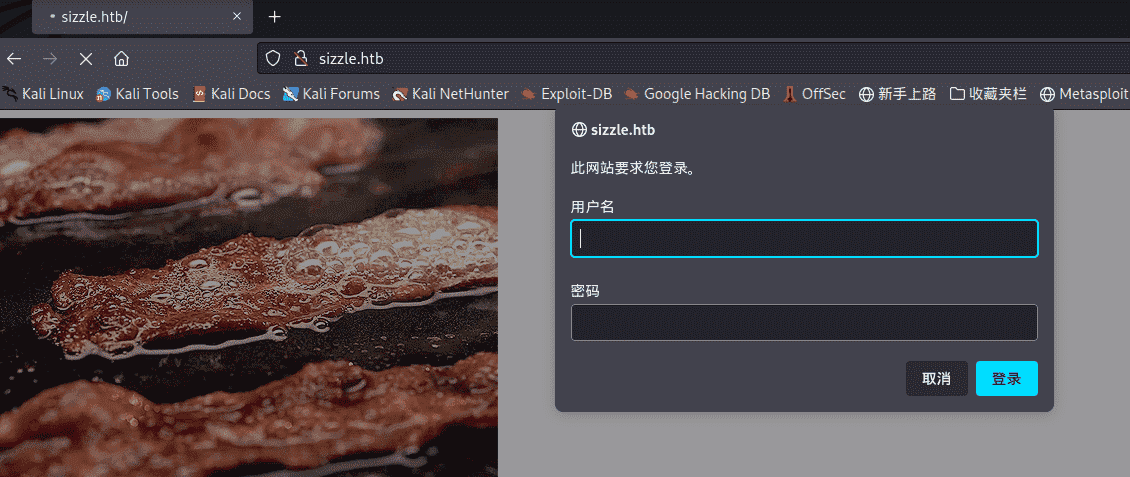 sizzle.htb/
sizzle.htb
Kali Linux Kali Tools Kali Docs Kali Forums Kali NetHunter Exploit-DB Google Hacking DB OffSec 新手上路 收藏夹栏 Metasploit
sizzle.htb
此网站要求您登录。
用户名
密码
取消 登录